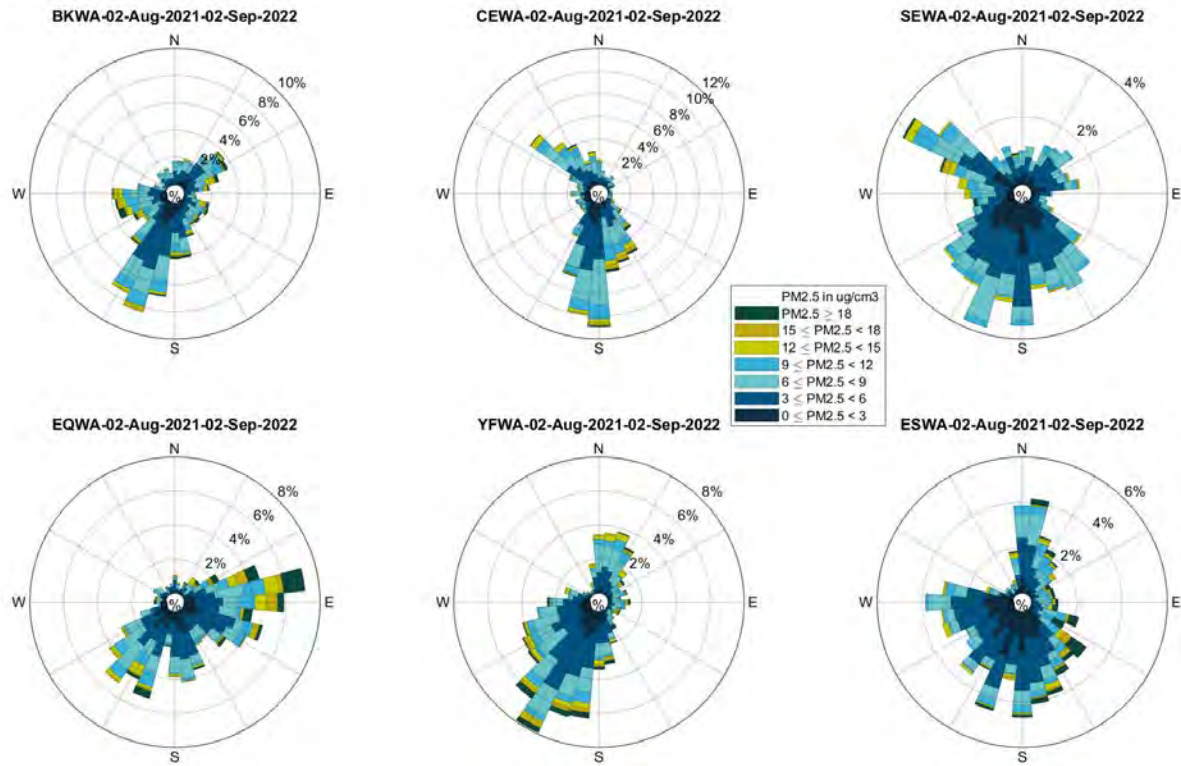 BKWA-02-Aug-2021-02-Sep-2022
CEWA-02-Aug-2021-02-Sep-2022
SEWA-02-Aug-2021-02-Sep-2022
N
10%
8%
6%
4%
2%
%
W
E
S
N
12%
10%
8%
6%
4%
2%
%
W
E
S
N
4%
2%
%
W
E
S
PM2.5 in ug/cm3
PM2.5 ≥ 18
15 ≤ PM2.5 < 18
12 ≤ PM2.5 < 15
9 ≤ PM2.5 < 12
6 ≤ PM2.5 < 9
3 ≤ PM2.5 < 6
0 ≤ PM2.5 < 3
EQWA-02-Aug-2021-02-Sep-2022
YFWA-02-Aug-2021-02-Sep-2022
ESWA-02-Aug-2021-02-Sep-2022
N
8%
6%
4%
2%
%
W
E
S
N
8%
6%
4%
2%
%
W
E
S
N
6%
4%
2%
%
W
E
S